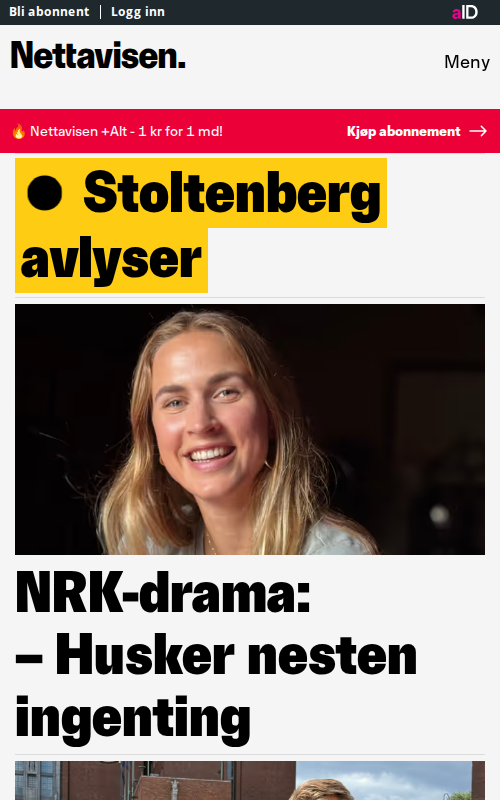 Bli abonnent | Logg inn
aID
Nettavisen.
Meny
🔥 Nettavisen +Alt - 1 kr for 1 md!
Kjøp abonnement →
● Stoltenberg
avlyser
NRK-drama:
– Husker nesten
ingenting